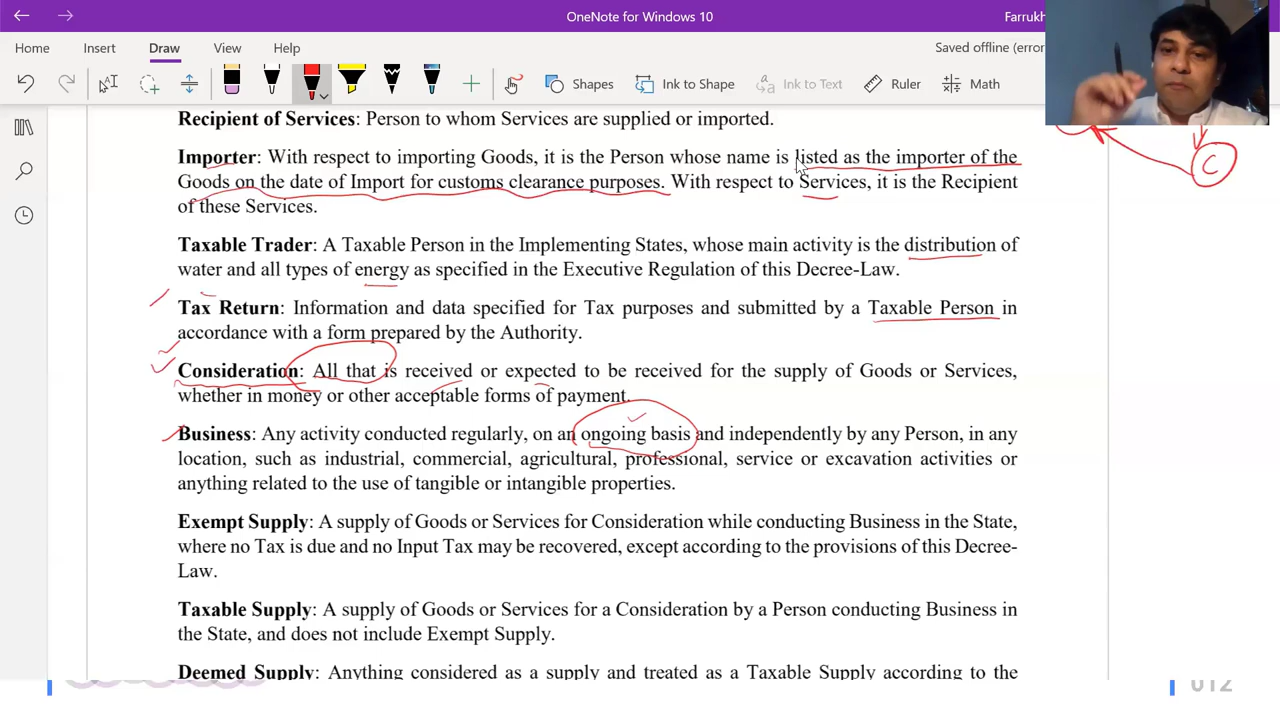 OneNote for Windows 10
Farrukh
Home Insert Draw View Help
Saved offline (error
Shapes Ink to Shape Ink to Text Ruler Math
Recipient of Services: Person to whom Services are supplied or imported.
Importer: With respect to importing Goods, it is the Person whose name is listed as the importer of the
Goods on the date of Import for customs clearance purposes. With respect to Services, it is the Recipient
of these Services.
Taxable Trader: A Taxable Person in the Implementing States, whose main activity is the distribution of
water and all types of energy as specified in the Executive Regulation of this Decree-Law.
Tax Return: Information and data specified for Tax purposes and submitted by a Taxable Person in
accordance with a form prepared by the Authority.
Consideration: All that is received or expected to be received for the supply of Goods or Services,
whether in money or other acceptable forms of payment.
Business: Any activity conducted regularly, on an ongoing basis and independently by any Person, in any
location, such as industrial, commercial, agricultural, professional, service or excavation activities or
anything related to the use of tangible or intangible properties.
Exempt Supply: A supply of Goods or Services for Consideration while conducting Business in the State,
where no Tax is due and no Input Tax may be recovered, except according to the provisions of this Decree-
Law.
Taxable Supply: A supply of Goods or Services for a Consideration by a Person conducting Business in
the State, and does not include Exempt Supply.
Deemed Supply: Anything considered as a supply and treated as a Taxable Supply according to the
C
012